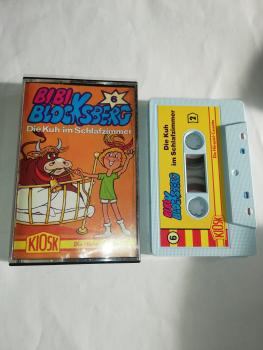 BIBI
BLOCKSBERG
6
Die Kuh im Schlafzimmer
KIOSK
Die Kuh
im Schlafzimmer
2
BIBI
BLOCKSBERG
6
KIOSK